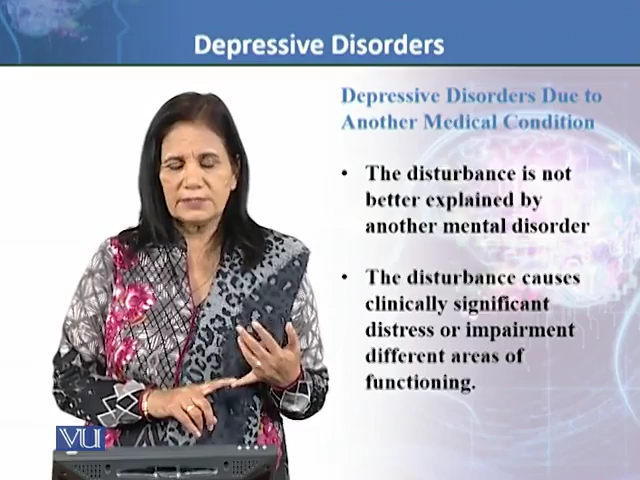 Depressive Disorders
Depressive Disorders Due to
Another Medical Condition
• The disturbance is not
better explained by
another mental disorder
• The disturbance causes
clinically significant
distress or impairment
different areas of
functioning.
VU